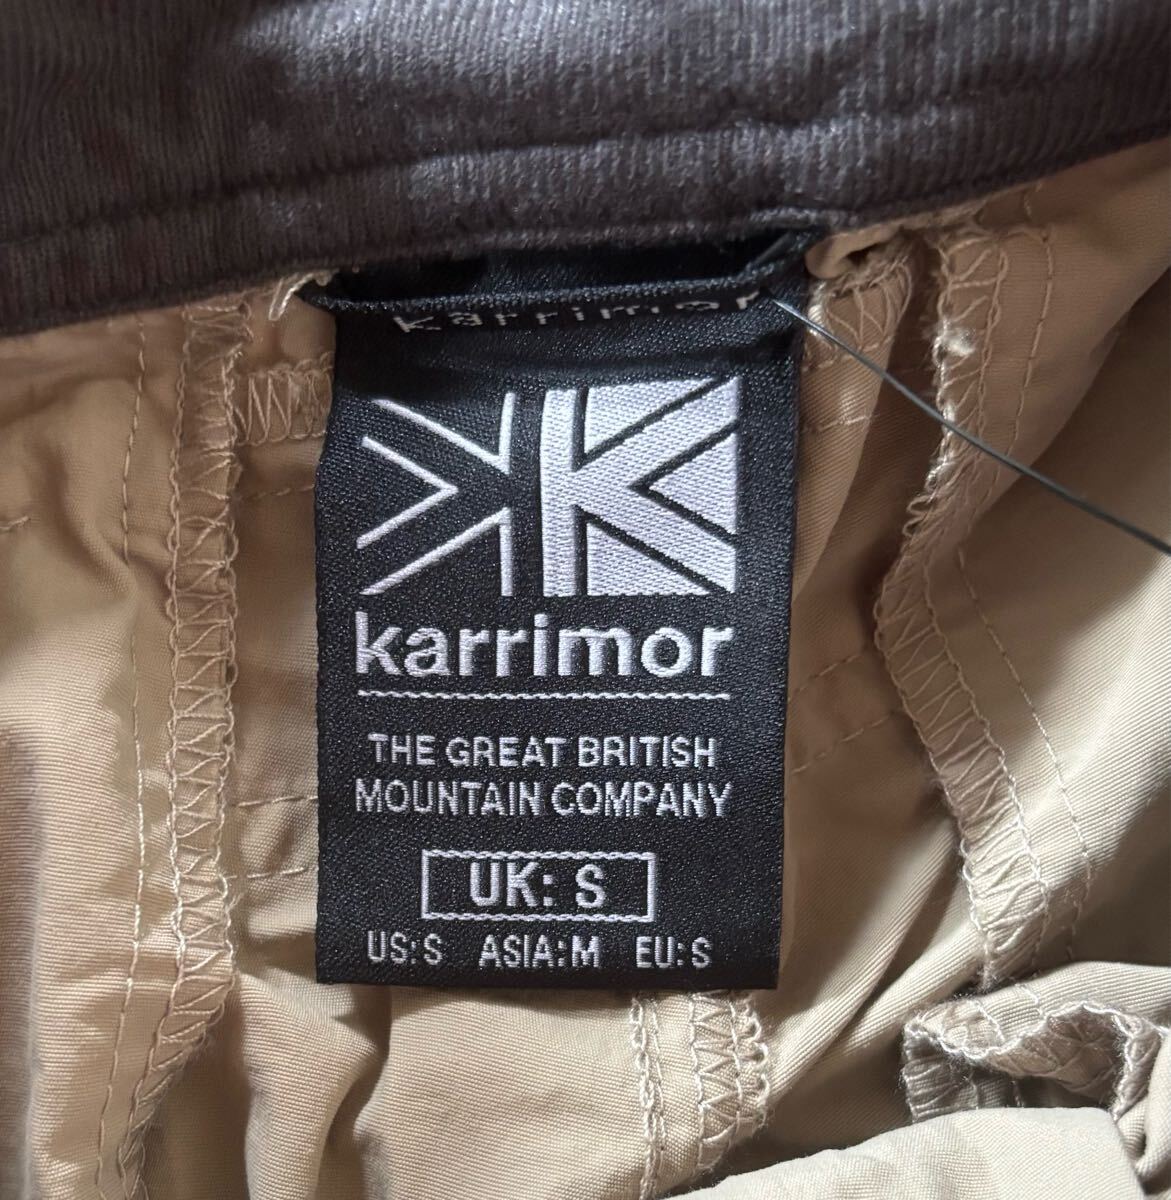 karrimor
karrimor
THE GREAT BRITISH
MOUNTAIN COMPANY
UK: S
US: S ASIA: M EU: S